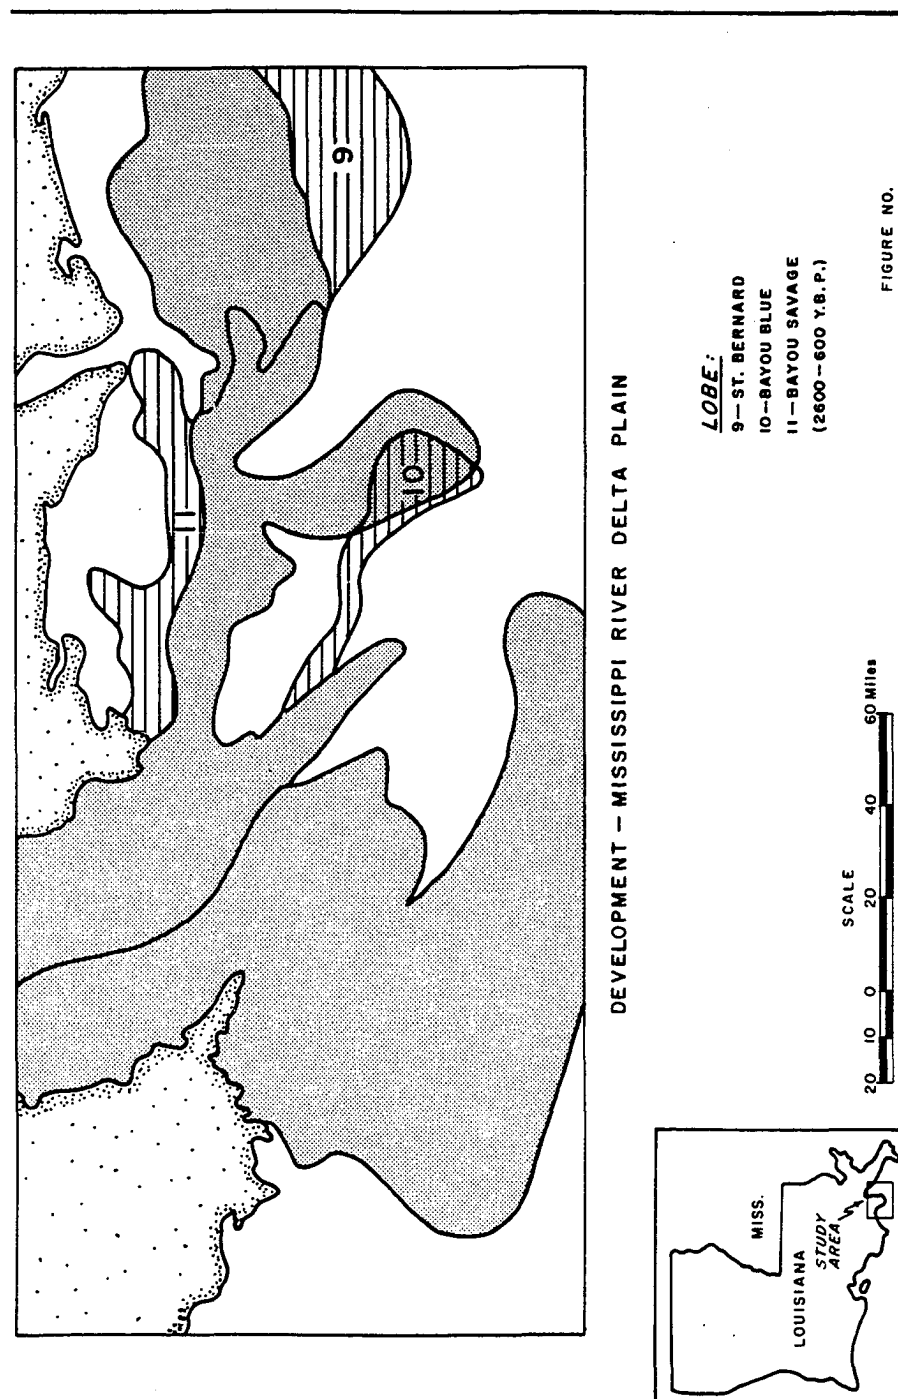 9
11
10
DEVELOPMENT – MISSISSIPPI RIVER DELTA PLAIN
LOBE:
9 — ST. BERNARD
10 — BAYOU BLUE
11 — BAYOU SAVAGE
(2600 – 600 Y.B.P.)
FIGURE NO.
SCALE
20 10 0 20 40 60 Miles
MISS.
LOUISIANA
STUDY
AREA